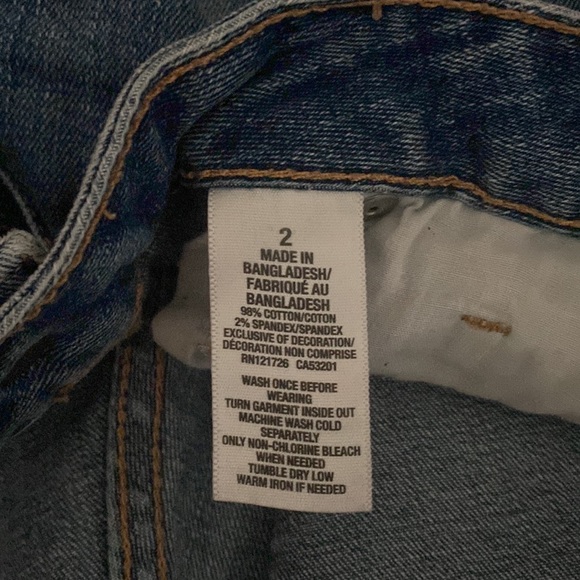 2
MADE IN
BANGLADESH/
FABRIQUÉ AU
BANGLADESH
98% COTTON/COTON
2% SPANDEX/SPANDEX
EXCLUSIVE OF DECORATION/
DÉCORATION NON COMPRISE
RN121726 CA53201
WASH ONCE BEFORE
WEARING
TURN GARMENT INSIDE OUT
MACHINE WASH COLD
SEPARATELY
ONLY NON-CHLORINE BLEACH
WHEN NEEDED
TUMBLE DRY LOW
WARM IRON IF NEEDED